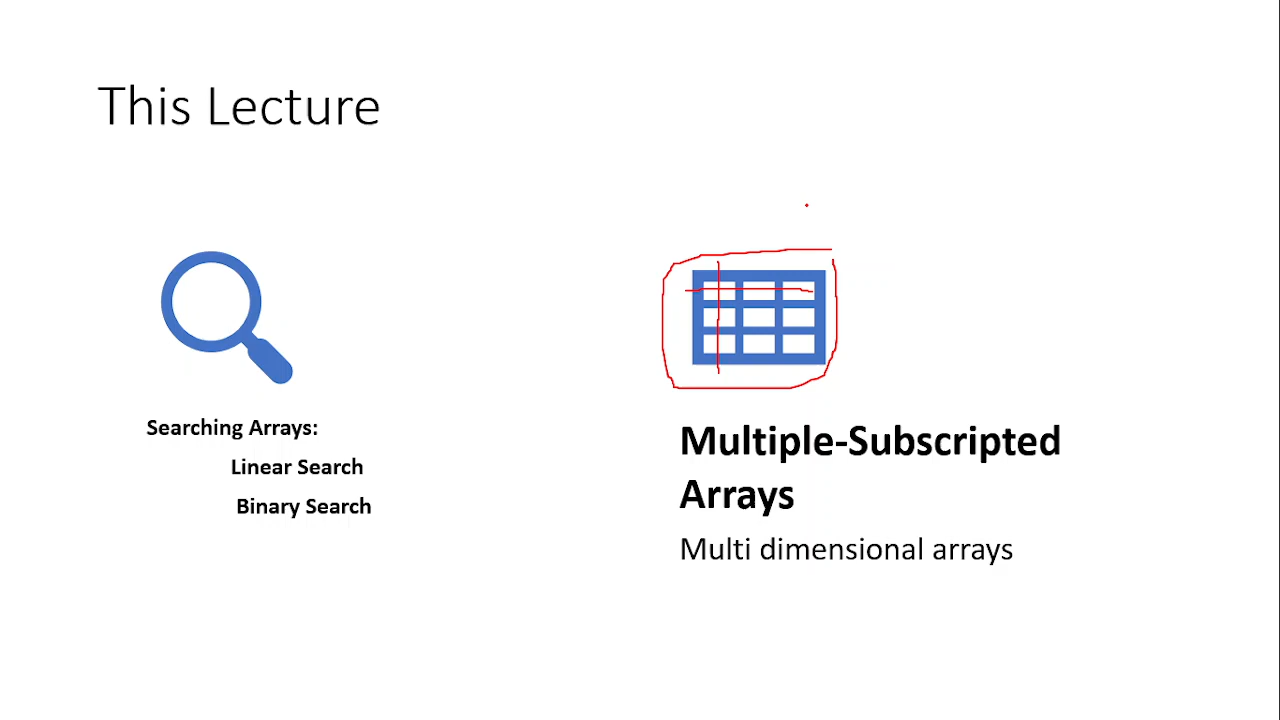 This Lecture
Searching Arrays:
Linear Search
Binary Search
Multiple-Subscripted
Arrays
Multi dimensional arrays